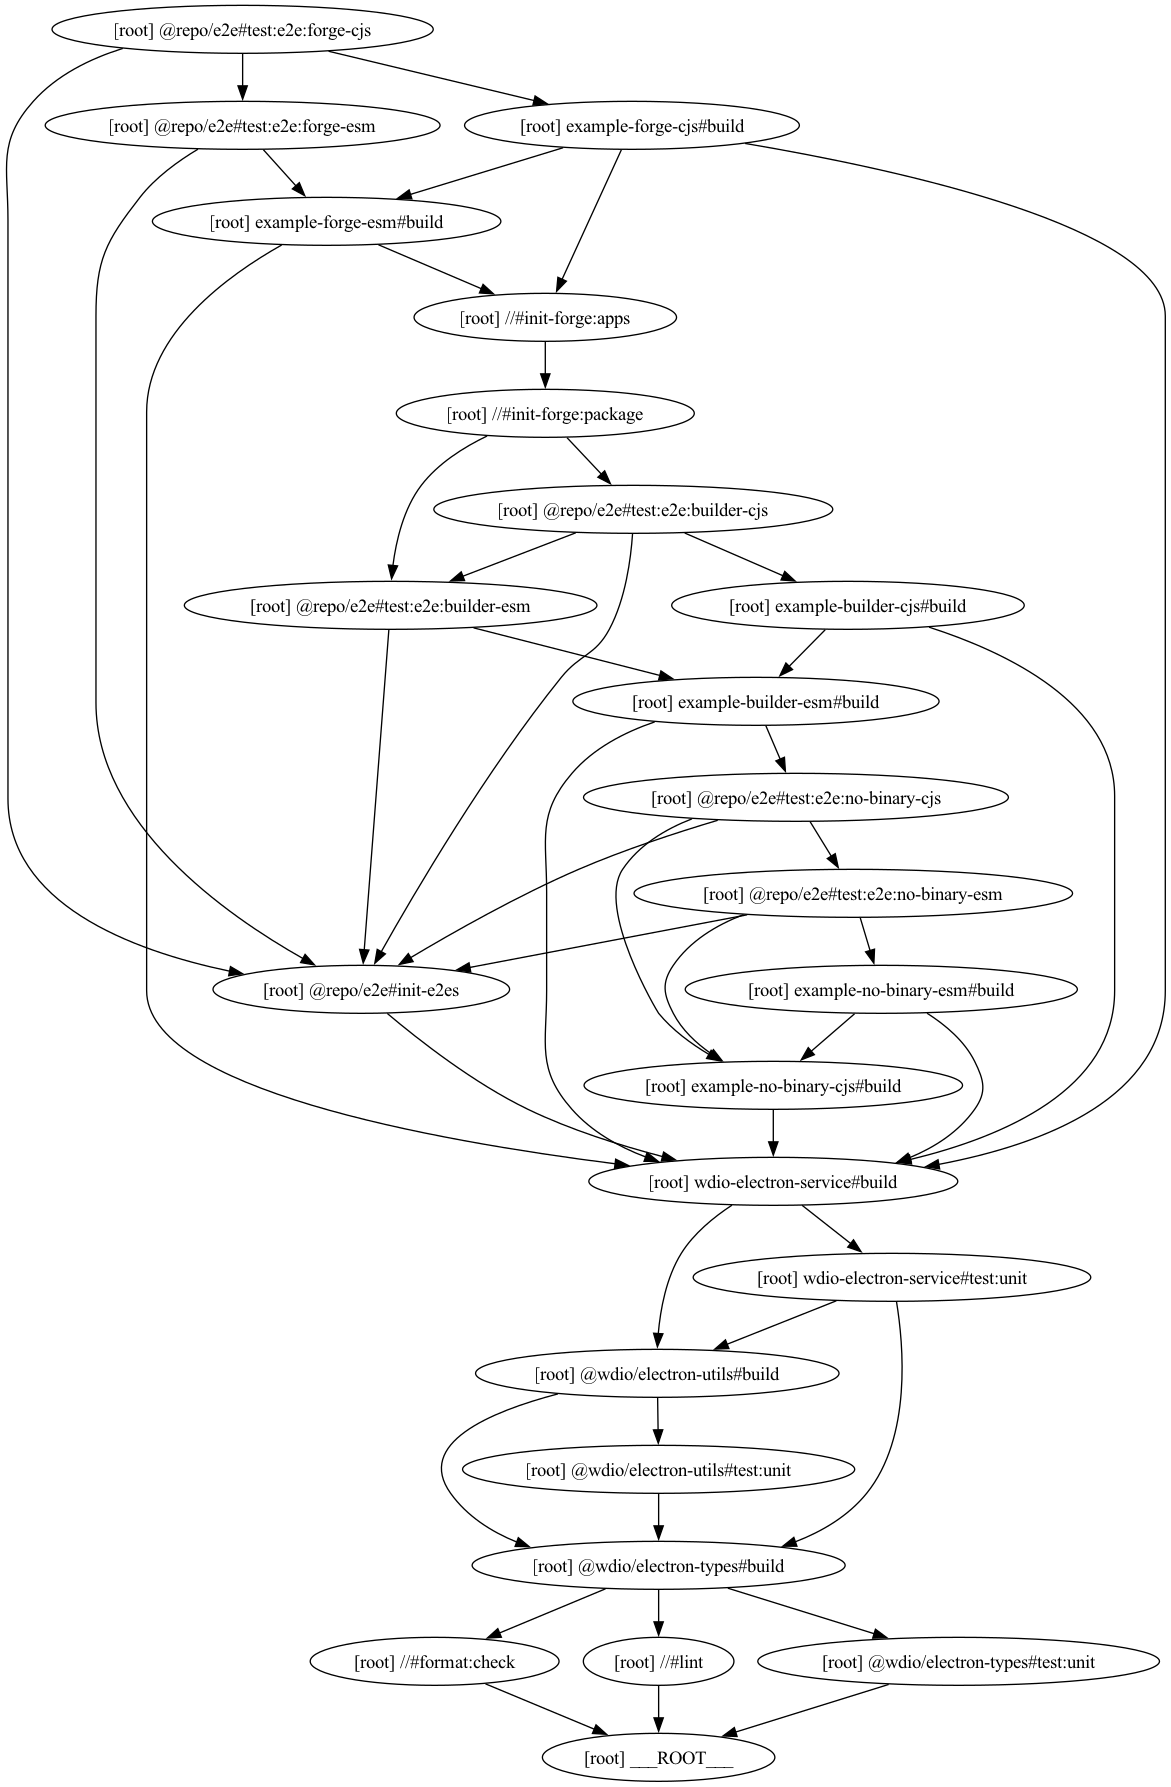 [root] @repo/e2e#test:e2e:forge-cjs
[root] @repo/e2e#test:e2e:forge-esm
[root] example-forge-cjs#build
[root] example-forge-esm#build
[root] //#init-forge:apps
[root] //#init-forge:package
[root] @repo/e2e#test:e2e:builder-cjs
[root] @repo/e2e#test:e2e:builder-esm
[root] example-builder-cjs#build
[root] example-builder-esm#build
[root] @repo/e2e#test:e2e:no-binary-cjs
[root] @repo/e2e#test:e2e:no-binary-esm
[root] @repo/e2e#init-e2es
[root] example-no-binary-esm#build
[root] example-no-binary-cjs#build
[root] wdio-electron-service#build
[root] wdio-electron-service#test:unit
[root] @wdio/electron-utils#build
[root] @wdio/electron-utils#test:unit
[root] @wdio/electron-types#build
[root] //#format:check
[root] //#lint
[root] @wdio/electron-types#test:unit
[root] ___ROOT___